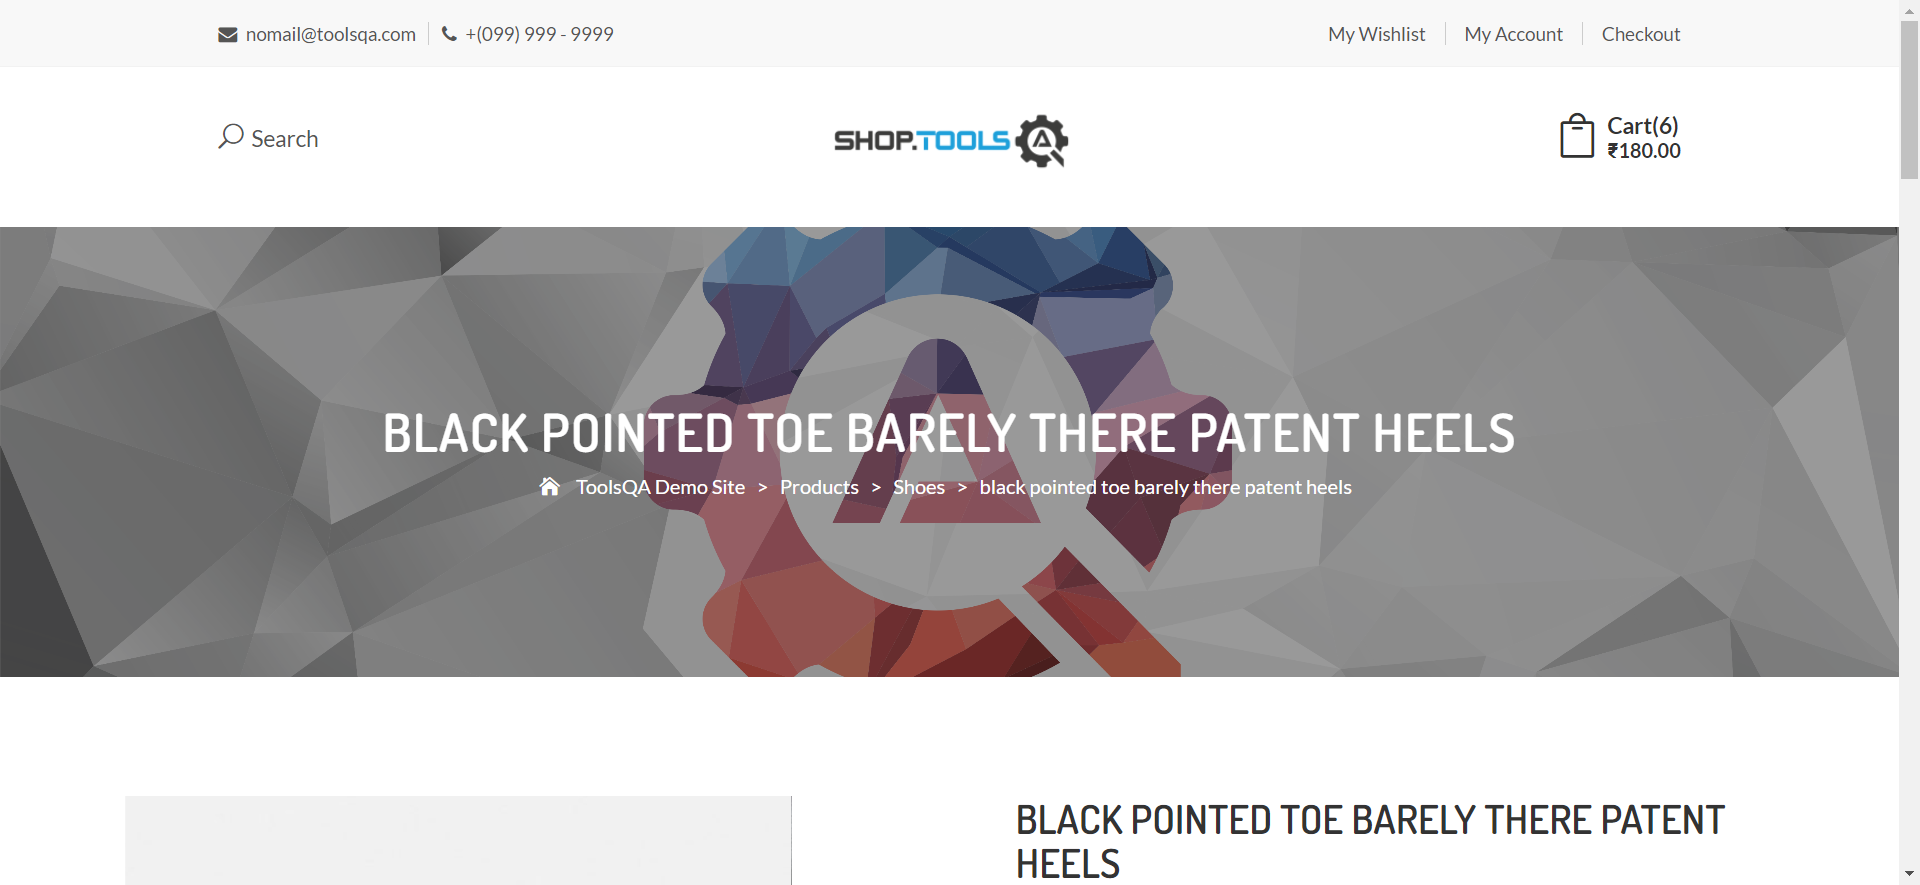 nomail@toolsqa.com
+(099) 999 - 9999
My Wishlist
My Account
Checkout
Search
SHOP.TOOLS
Cart(6)
₹180.00
BLACK POINTED TOE BARELY THERE PATENT HEELS
ToolsQA Demo Site > Products > Shoes > black pointed toe barely there patent heels
BLACK POINTED TOE BARELY THERE PATENT
HEELS